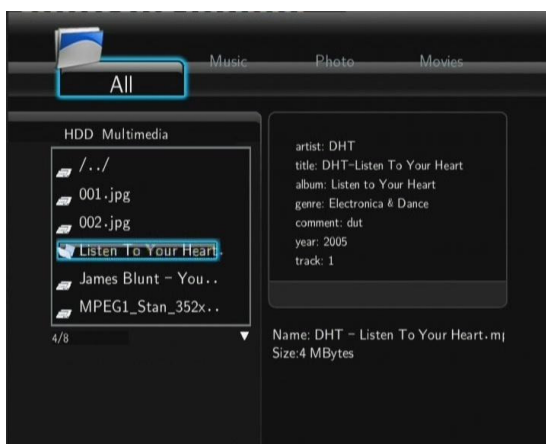 Music Photo Movies
All
HDD Multimedia
/../
001.jpg
002.jpg
Listen To Your Heart.
James Blunt - You..
MPEG1_Stan_352x..
4/8
artist: DHT
title: DHT-Listen To Your Heart
album: Listen to Your Heart
genre: Electronica & Dance
comment: dut
year: 2005
track: 1
Name: DHT - Listen To Your Heart.mp
Size:4 MBytes